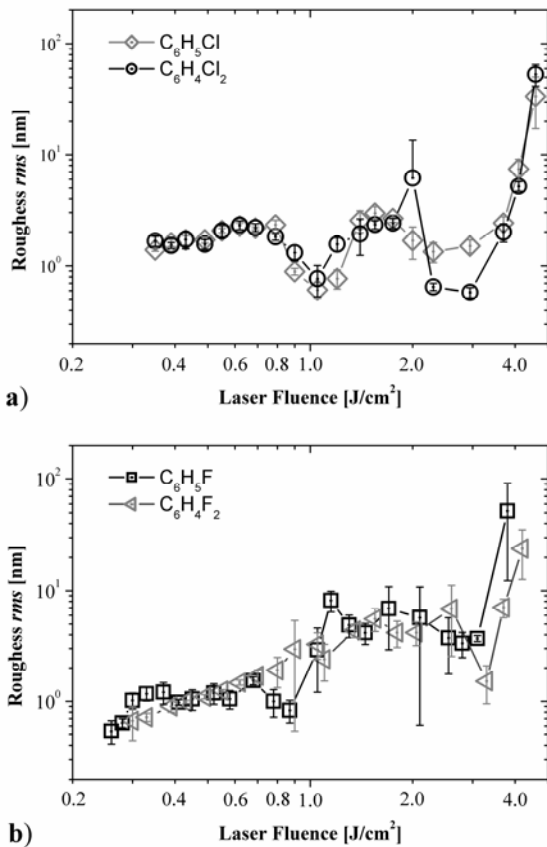 10²
10¹
10⁰
Roughess rms [nm]
C₆H₅Cl
C₆H₄Cl₂
0.2 0.4 0.6 0.8 1.0 2.0 4.0
Laser Fluence [J/cm²]
a)
10²
10¹
10⁰
Roughess rms [nm]
C₆H₅F
C₆H₄F₂
0.2 0.4 0.6 0.8 1.0 2.0 4.0
Laser Fluence [J/cm²]
b)